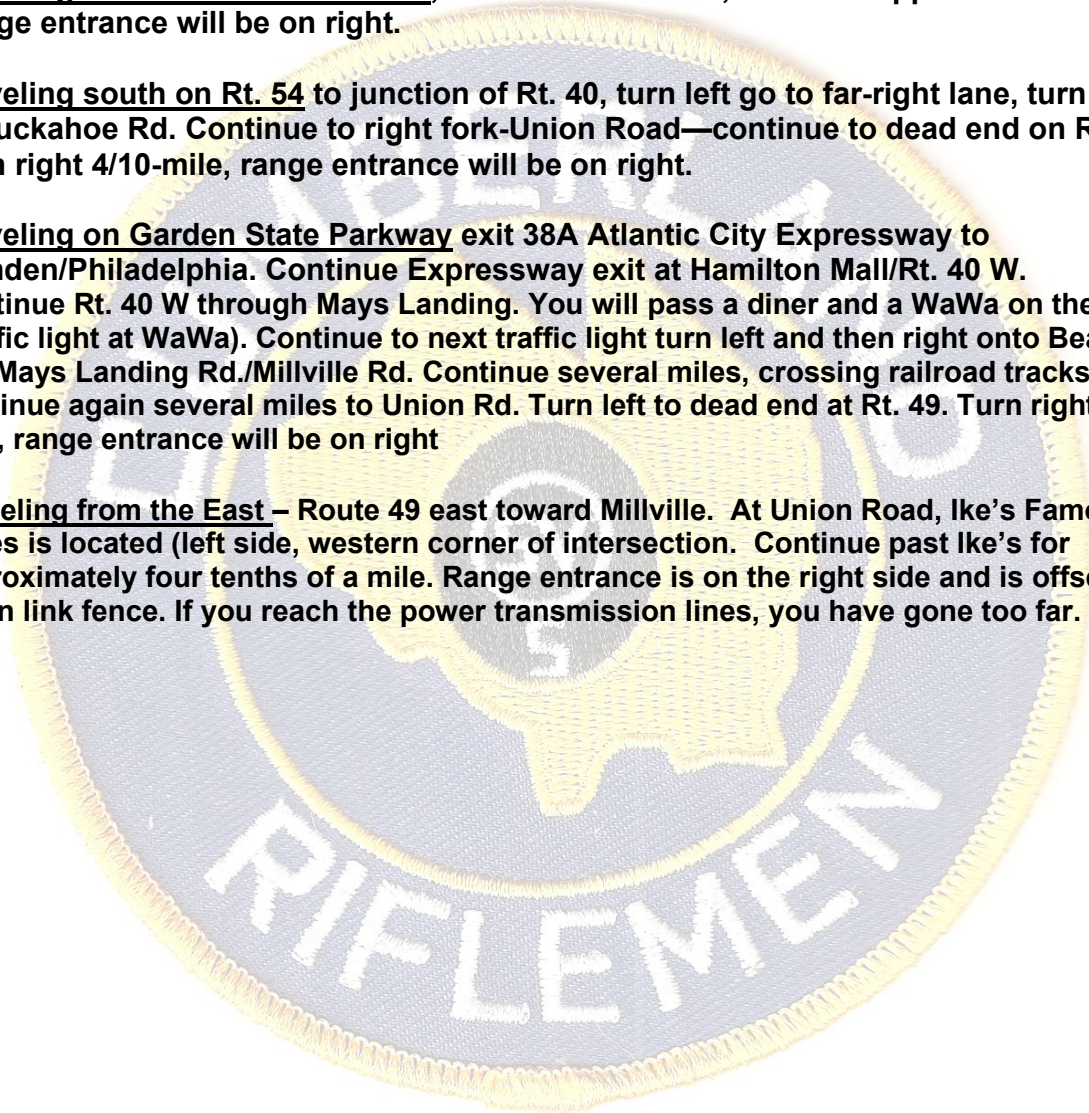 ge entrance will be on right.
veling south on Rt. 54 to junction of Rt. 40, turn left go to far-right lane, turn
uckahoe Rd. Continue to right fork-Union Road—continue to dead end on R
n right 4/10-mile, range entrance will be on right.
veling on Garden State Parkway exit 38A Atlantic City Expressway to
nden/Philadelphia. Continue Expressway exit at Hamilton Mall/Rt. 40 W.
tinue Rt. 40 W through Mays Landing. You will pass a diner and a WaWa on the
fic light at WaWa). Continue to next traffic light turn left and then right onto Bea
Mays Landing Rd./Millville Rd. Continue several miles, crossing railroad tracks
tinue again several miles to Union Rd. Turn left to dead end at Rt. 49. Turn right
, range entrance will be on right
eling from the East – Route 49 east toward Millville. At Union Road, Ike’s Famo
es is located (left side, western corner of intersection. Continue past Ike’s for
roximately four tenths of a mile. Range entrance is on the right side and is offse
n link fence. If you reach the power transmission lines, you have gone too far.
CUMBERLAND
RIFLEMEN